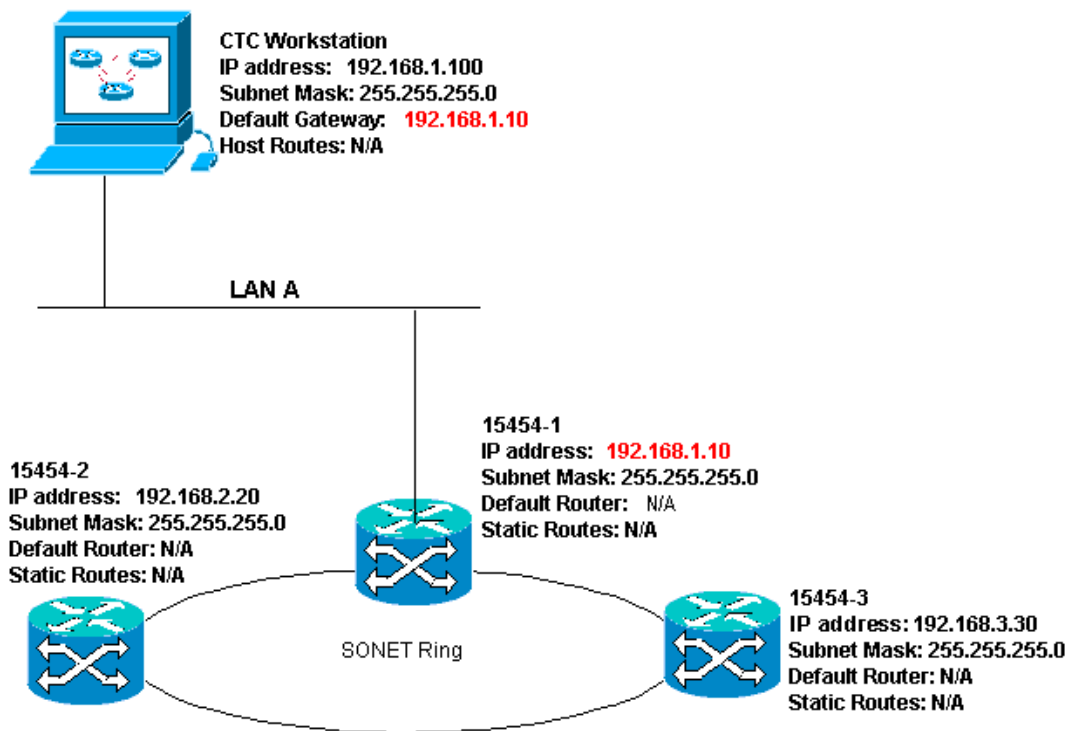 CTC Workstation
IP address: 192.168.1.100
Subnet Mask: 255.255.255.0
Default Gateway: 192.168.1.10
Host Routes: N/A
LAN A
15454-1
IP address: 192.168.1.10
Subnet Mask: 255.255.255.0
Default Router: N/A
Static Routes: N/A
15454-2
IP address: 192.168.2.20
Subnet Mask: 255.255.255.0
Default Router: N/A
Static Routes: N/A
SONET Ring
15454-3
IP address: 192.168.3.30
Subnet Mask: 255.255.255.0
Default Router: N/A
Static Routes: N/A